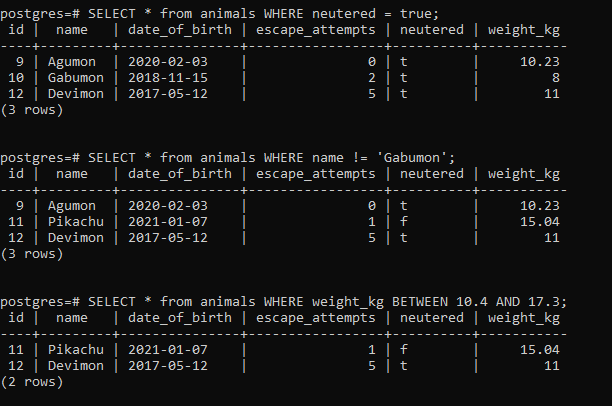 postgres=# SELECT * from animals WHERE neutered = true;
 id |  name   | date_of_birth | escape_attempts | neutered | weight_kg
----+---------+---------------+-----------------+----------+-----------
  9 | Agumon  | 2020-02-03    |               0 | t        |     10.23
 10 | Gabumon | 2018-11-15    |               2 | t        |         8
 12 | Devimon | 2017-05-12    |               5 | t        |        11
(3 rows)
postgres=# SELECT * from animals WHERE name != 'Gabumon';
 id |  name   | date_of_birth | escape_attempts | neutered | weight_kg
----+---------+---------------+-----------------+----------+-----------
  9 | Agumon  | 2020-02-03    |               0 | t        |     10.23
 11 | Pikachu | 2021-01-07    |               1 | f        |     15.04
 12 | Devimon | 2017-05-12    |               5 | t        |        11
(3 rows)
postgres=# SELECT * from animals WHERE weight_kg BETWEEN 10.4 AND 17.3;
 id |  name   | date_of_birth | escape_attempts | neutered | weight_kg
----+---------+---------------+-----------------+----------+-----------
 11 | Pikachu | 2021-01-07    |               1 | f        |     15.04
 12 | Devimon | 2017-05-12    |               5 | t        |        11
(2 rows)